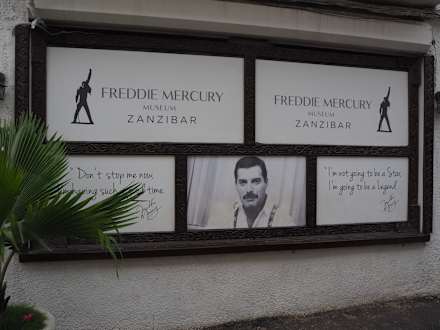 FREDDIE MERCURY
MUSEUM
ZANZIBAR
FREDDIE MERCURY
MUSEUM
ZANZIBAR
"Don't stop me now
having such time
"I'm not going to be a Star,
I'm going to be a Legend